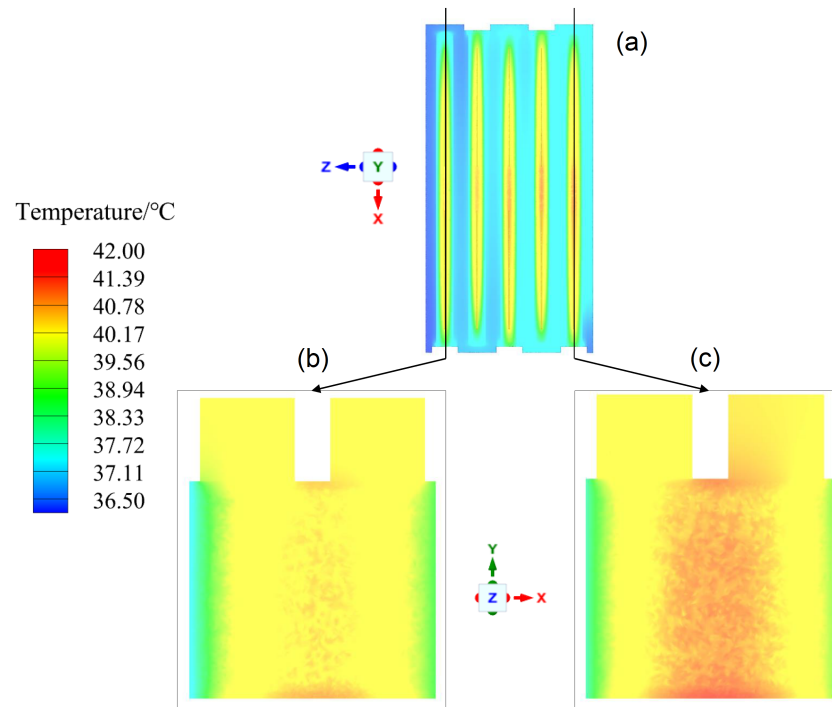 (a)
Z
Y
X
Temperature/°C
42.00
41.39
40.78
40.17
39.56
38.94
38.33
37.72
37.11
36.50
(b)
(c)
Y
Z
X